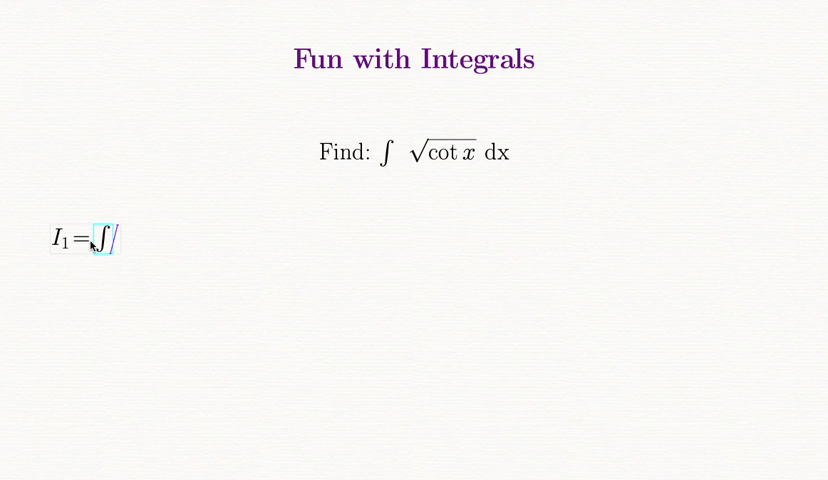 Fun with Integrals
Find: ∫ √cot x dx
I₁=∫